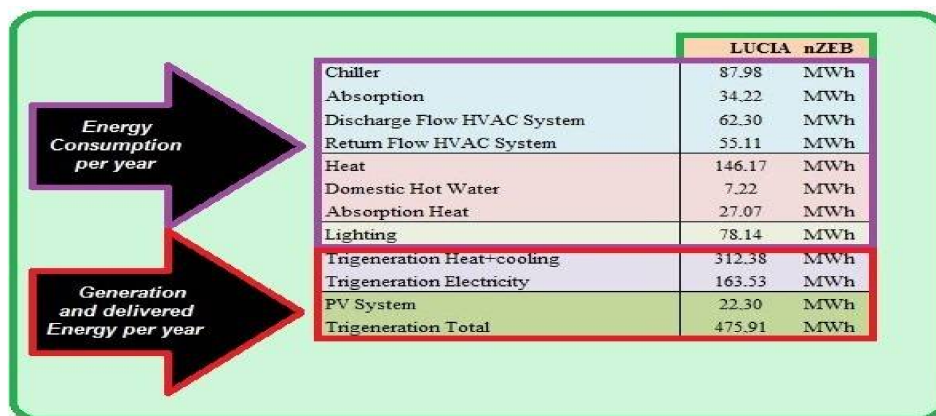 LUCIA nZEB
Energy
Consumption
per year
Chiller 87.98 MWh
Absorption 34.22 MWh
Discharge Flow HVAC System 62.30 MWh
Return Flow HVAC System 55.11 MWh
Heat 146.17 MWh
Domestic Hot Water 7.22 MWh
Absorption Heat 27.07 MWh
Lighting 78.14 MWh
Generation
and delivered
Energy per year
Trigeneration Heat+cooling 312.38 MWh
Trigeneration Electricity 163.53 MWh
PV System 22.30 MWh
Trigeneration Total 475.91 MWh